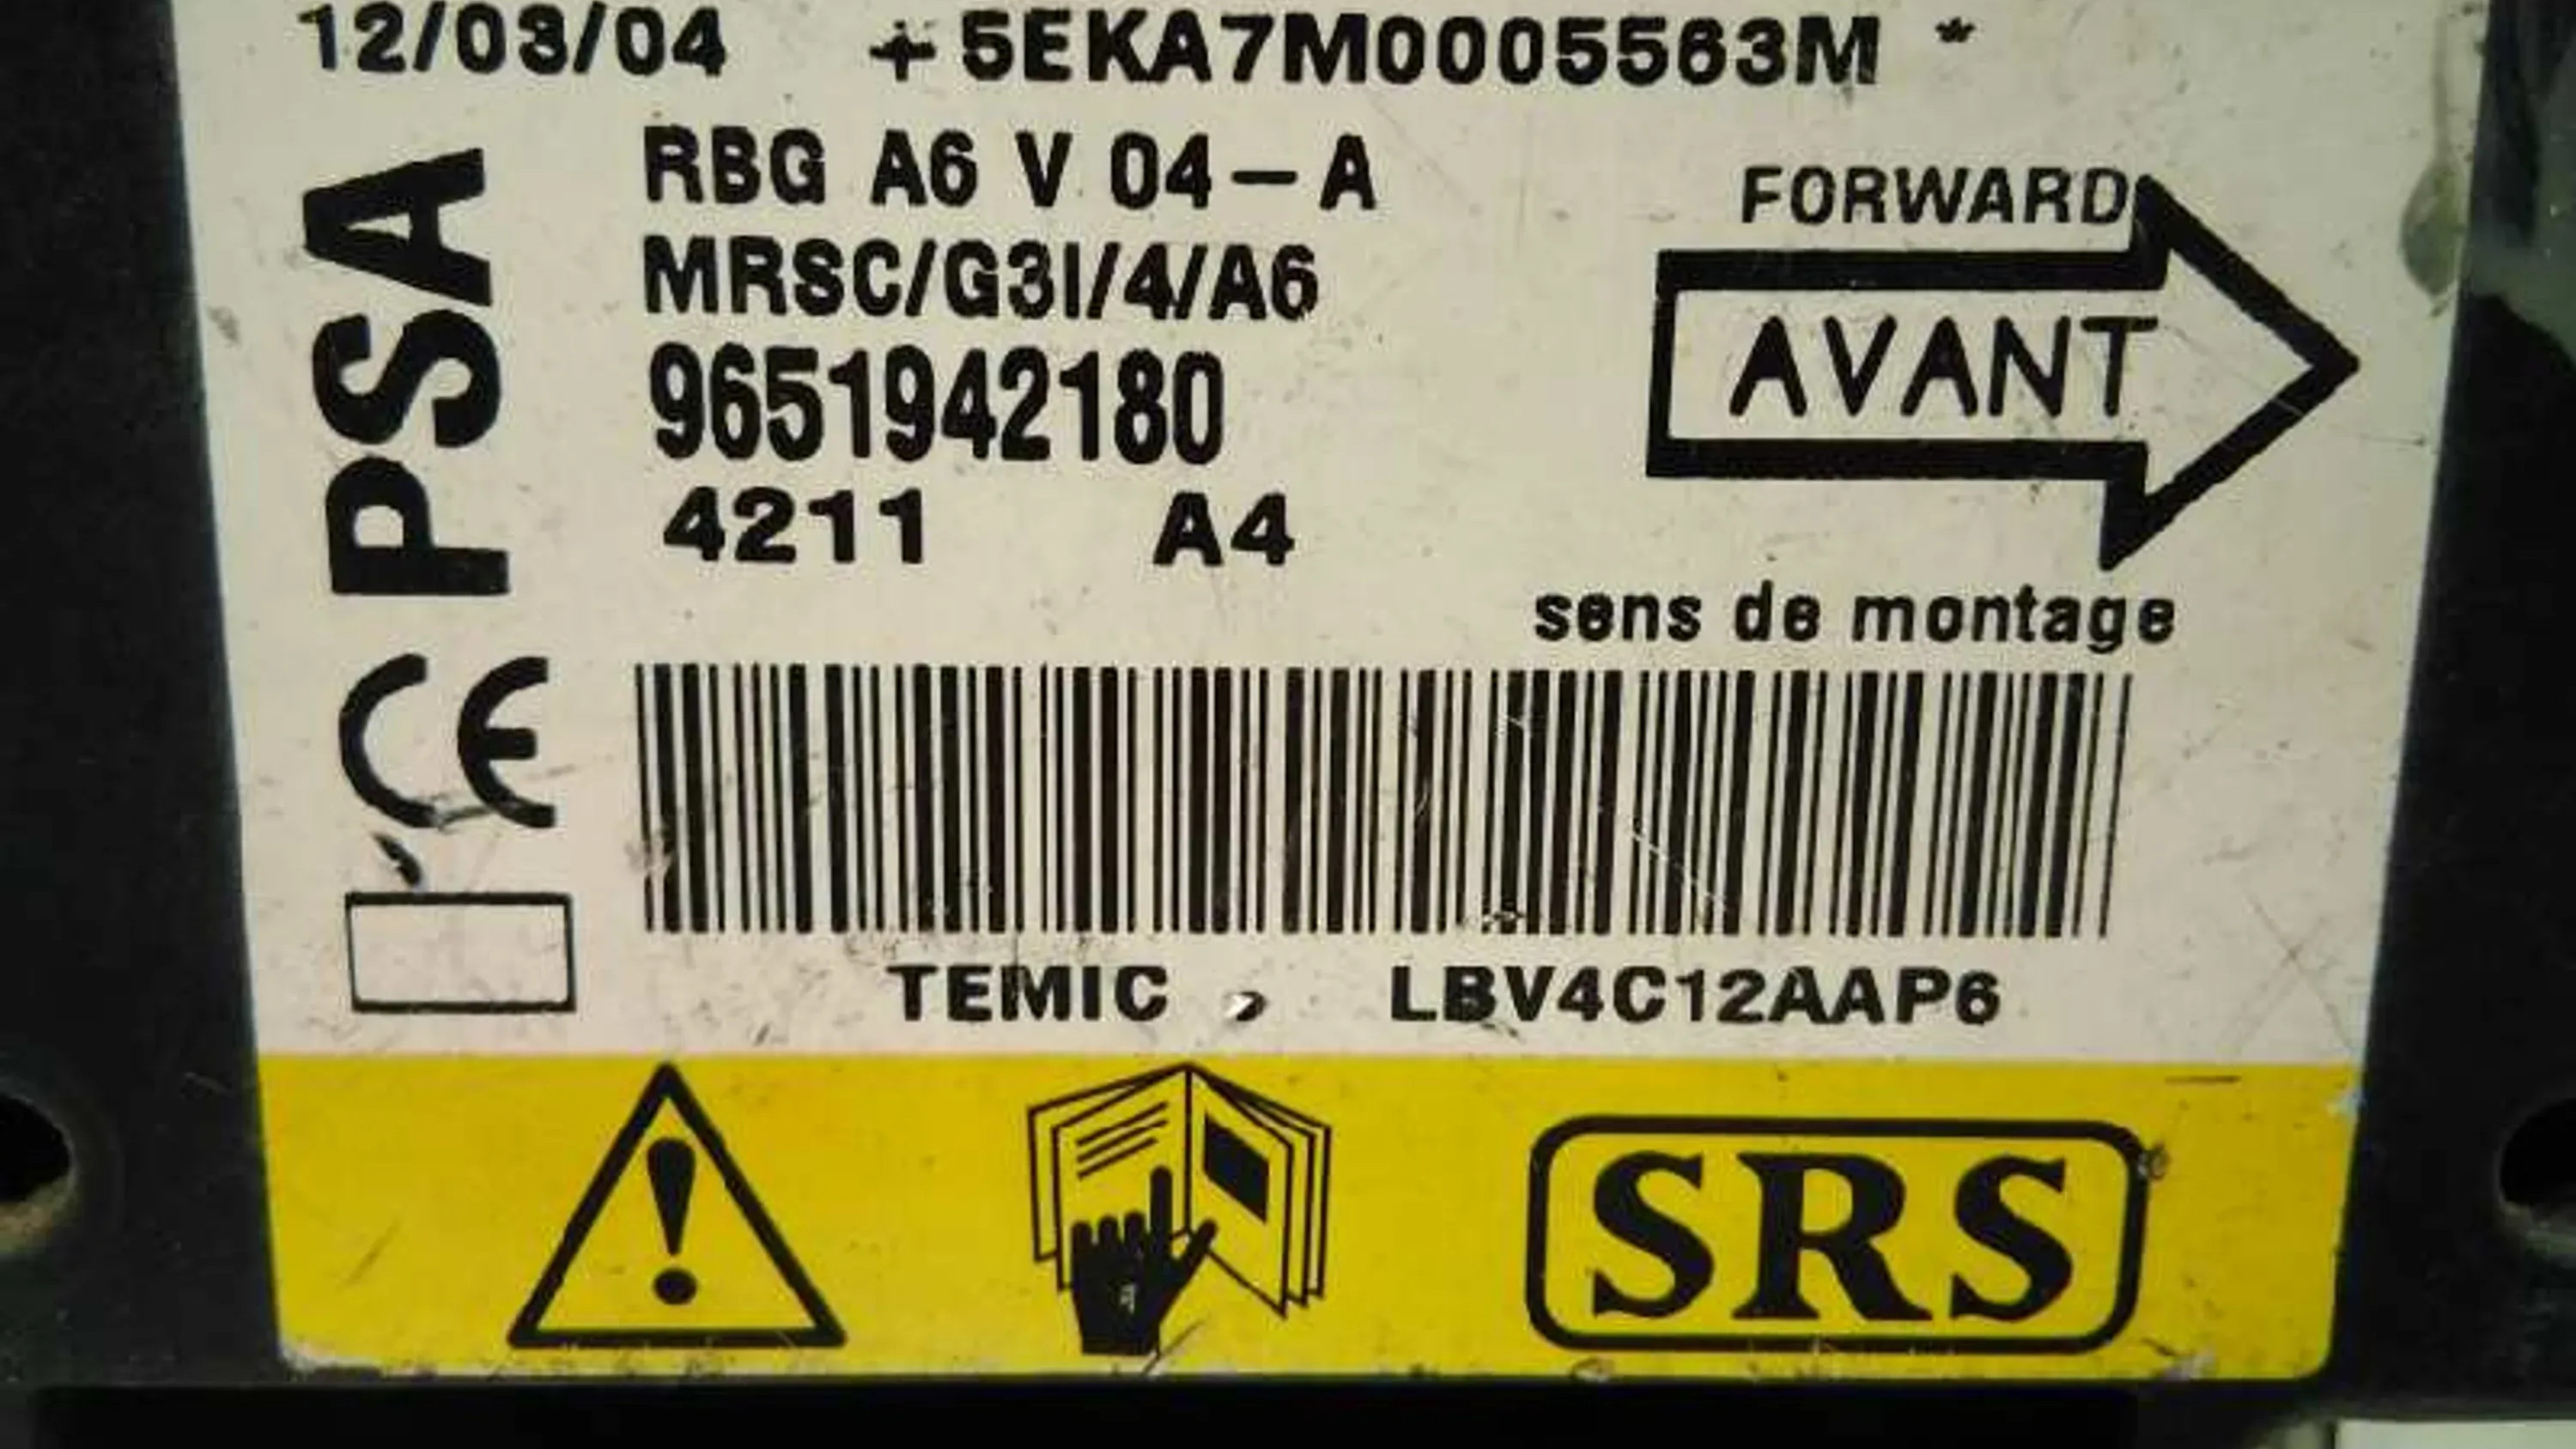 12/03/04 +5EKA7M0005563M *
PSA
RBG A6 V 04-A
MRSC/G3I/4/A6
9651942180
4211 A4
FORWARD
AVANT
sens de montage
CE
TEMIC LBV4C12AAP6
SRS